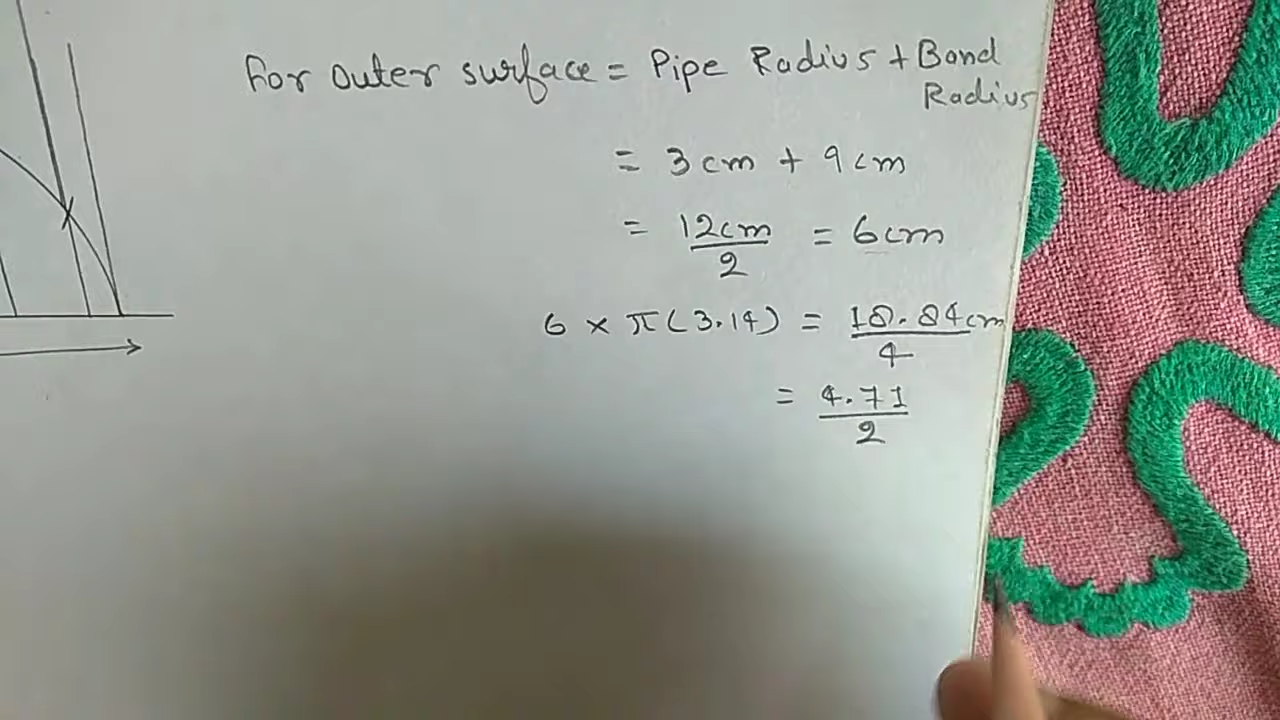 For outer surface = Pipe Radius + Bond
Radius
= 3 cm + 9 cm
= 12cm/2 = 6cm
6 × π(3.14) = 18.84cm/4
= 4.71/2